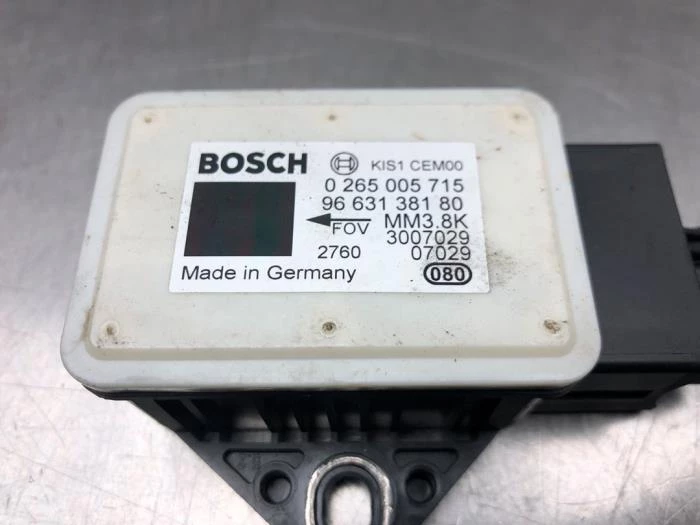 BOSCH KIS1 CEM00
0 265 005 715
96 631 381 80
FOV MM3.8K
3007029
2760 07029
Made in Germany 080